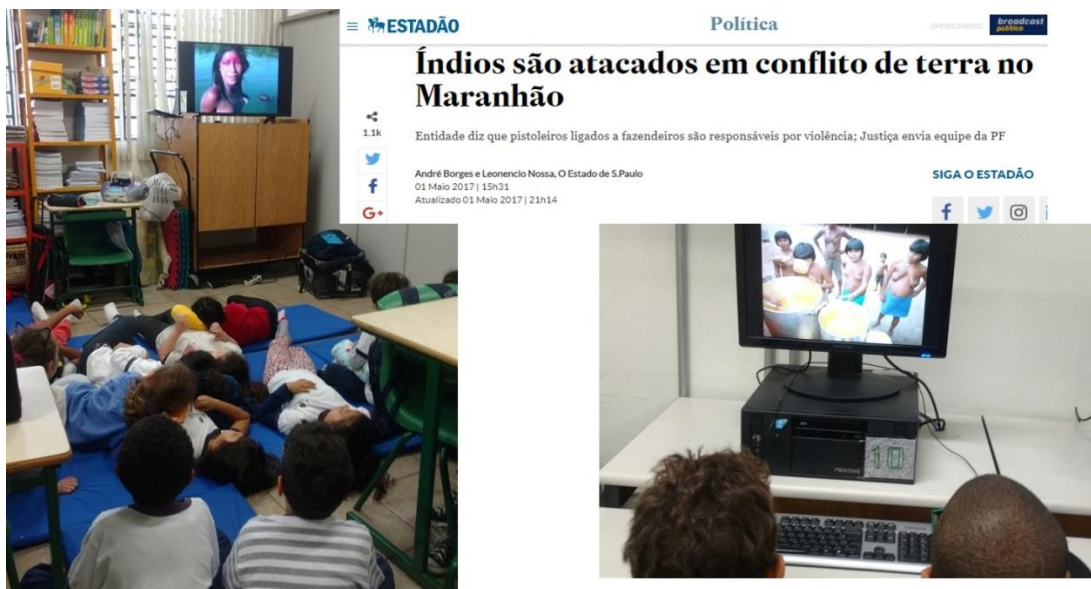 ESTADÃO
Política
OFERECIMENTO
broadcast
político
Índios são atacados em conflito de terra no
Maranhão
Entidade diz que pistoleiros ligados a fazendeiros são responsáveis por violência; Justiça envia equipe da PF
1.1k
André Borges e Leonencio Nossa, O Estado de S.Paulo
01 Maio 2017 | 15h31
Atualizado 01 Maio 2017 | 21h14
SIGA O ESTADÃO
G+
10